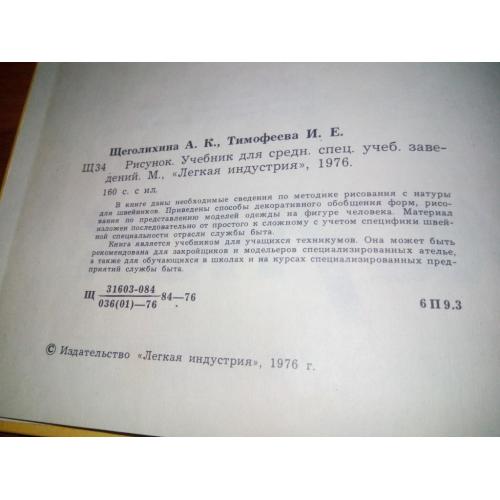 Щеголихина А. К., Тимофеева И. Е.
Щ34 Рисунок. Учебник для средн. спец. учеб. заве-
дений. М., «Легкая индустрия», 1976.
160 с. с ил.
В книге даны необходимые сведения по методике рисования с натуры
для швейников. Приведены способы декоративного обобщения форм, рисо-
вания по представлению моделей одежды на фигуре человека. Материал
изложен последовательно от простого к сложному с учетом специфики швей-
ной специальности отрасли службы быта.
Книга является учебником для учащихся техникумов. Она может быть
рекомендована для закройщиков и модельеров специализированных ателье,
а также для обучающихся в школах и на курсах специализированных пред-
приятий службы быта.
Щ 31603-084
036(01)—76 84—76
6 П 9.3
© Издательство «Легкая индустрия», 1976 г.